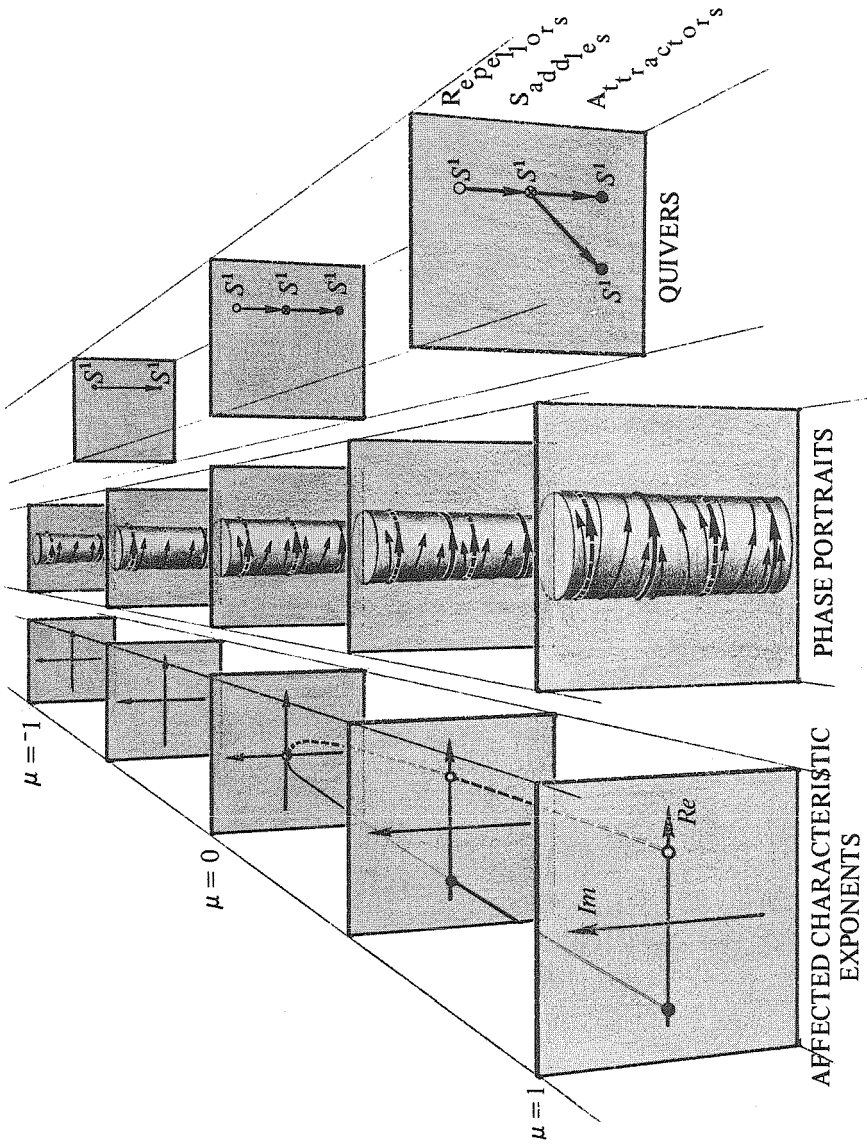 Repellors
Saddles
Attractors
μ = -1
μ = 0
μ = 1
S¹
S¹
S¹
S¹
S¹
S¹
S¹
S¹
S¹
Im
Re
QUIVERS
PHASE PORTRAITS
AFFECTED CHARACTERISTIC
EXPONENTS